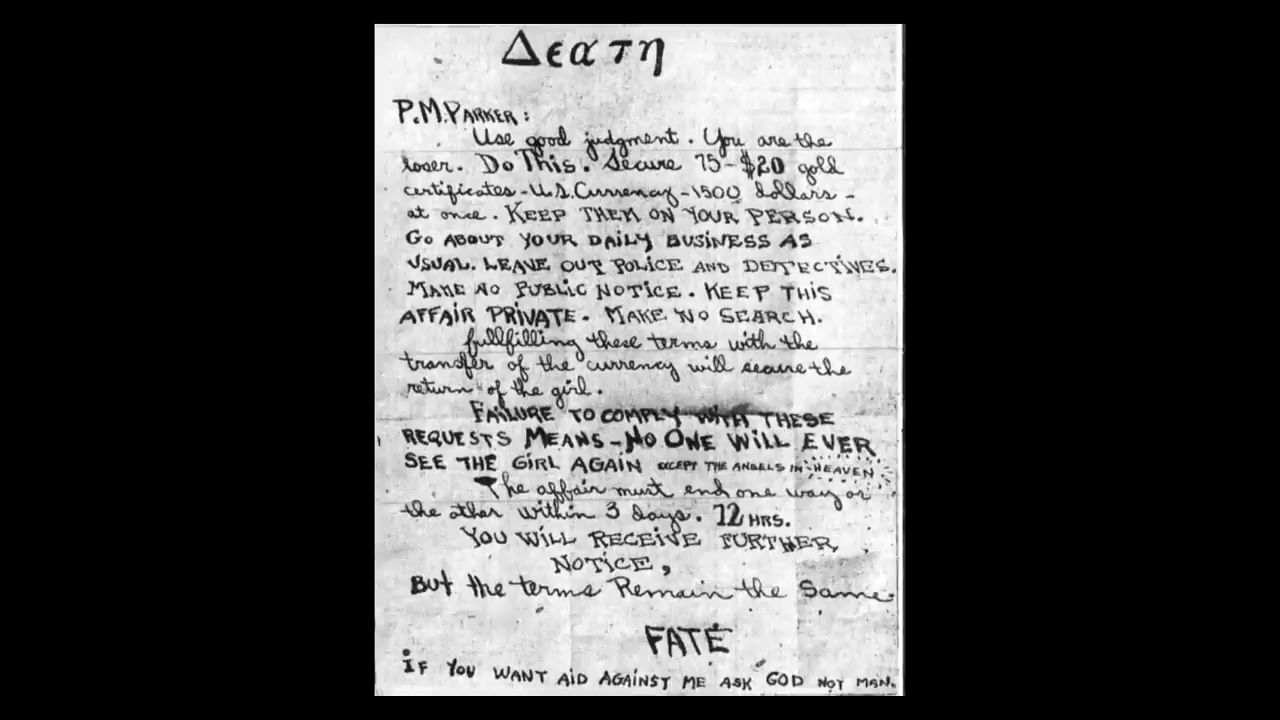 Δεατη
P.M.PARKER:
Use good judgment. You are the
loser. Do This. Secure 75-$20 gold
certificates-U.S.Currency-1500 dollars-
at once. KEEP THEM ON YOUR PERSON.
GO ABOUT YOUR DAiLY BUSiNESS AS
USUAL. LEAVE OUT POLiCE AND DETECTiVES.
MAKE NO PUBLiC NOTiCE. KEEP THiS
AFFAiR PRiVATE. MAKE NO SEARCH.
fullfilling these terms with the
transfer of the currency will secure the
return of the girl.
FAiLURE TO COMPLY WiTH THESE
REQUESTS MEANS-NO ONE WiLL EVER
SEE THE GiRL AGAiN EXCEPT THE ANGELS iN HEAVEN
The affair must end one way or
the other within 3 days. 72 HRS.
YOU WiLL RECEiVE FURTHER
NOTiCE,
But the terms Remain the Same.
FATE
iF YOU WANT AiD AGAiNST ME ASK GOD NOT MAN.